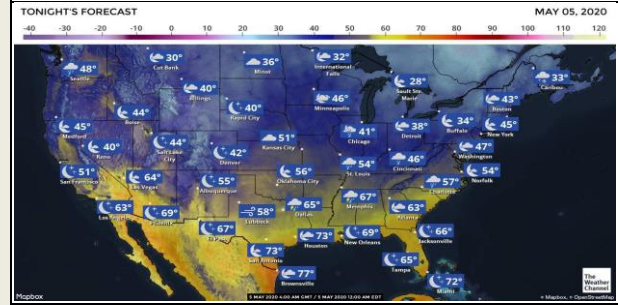 TONIGHT'S FORECAST
MAY 05, 2020
-40 -30 -20 -10 0 10 20 30 40 50 60 70 80 90 100 110 120
48°
Seattle
30°
Cut Bank
36°
Minot
32°
International
Falls
28°
Sault Ste.
Marie
33°
Caribou
40°
Billings
46°
Minneapolis
43°
Boston
44°
Boise
40°
Rapid City
34°
Buffalo
45°
Medford
41°
Chicago
38°
Detroit
45°
New York
40°
Reno
44°
Salt Lake
City
42°
Denver
51°
Kansas City
46°
Cincinnati
47°
Washington
51°
San Francisco
64°
Las Vegas
55°
Albuquerque
56°
Oklahoma City
54°
St. Louis
54°
Norfolk
57°
Charlotte
63°
Los Angeles
69°
Phoenix
67°
El Paso
58°
Lubbock
65°
Dallas
67°
Memphis
63°
Atlanta
73°
San Antonio
73°
Houston
69°
New Orleans
66°
Jacksonville
77°
Brownsville
65°
Tampa
72°
Miami
The
Weather
Channel
Mapbox
5 MAY 2020 4:00 AM GMT / 5 MAY 2020 12:00 AM EDT
© Mapbox, © OpenStreetMap